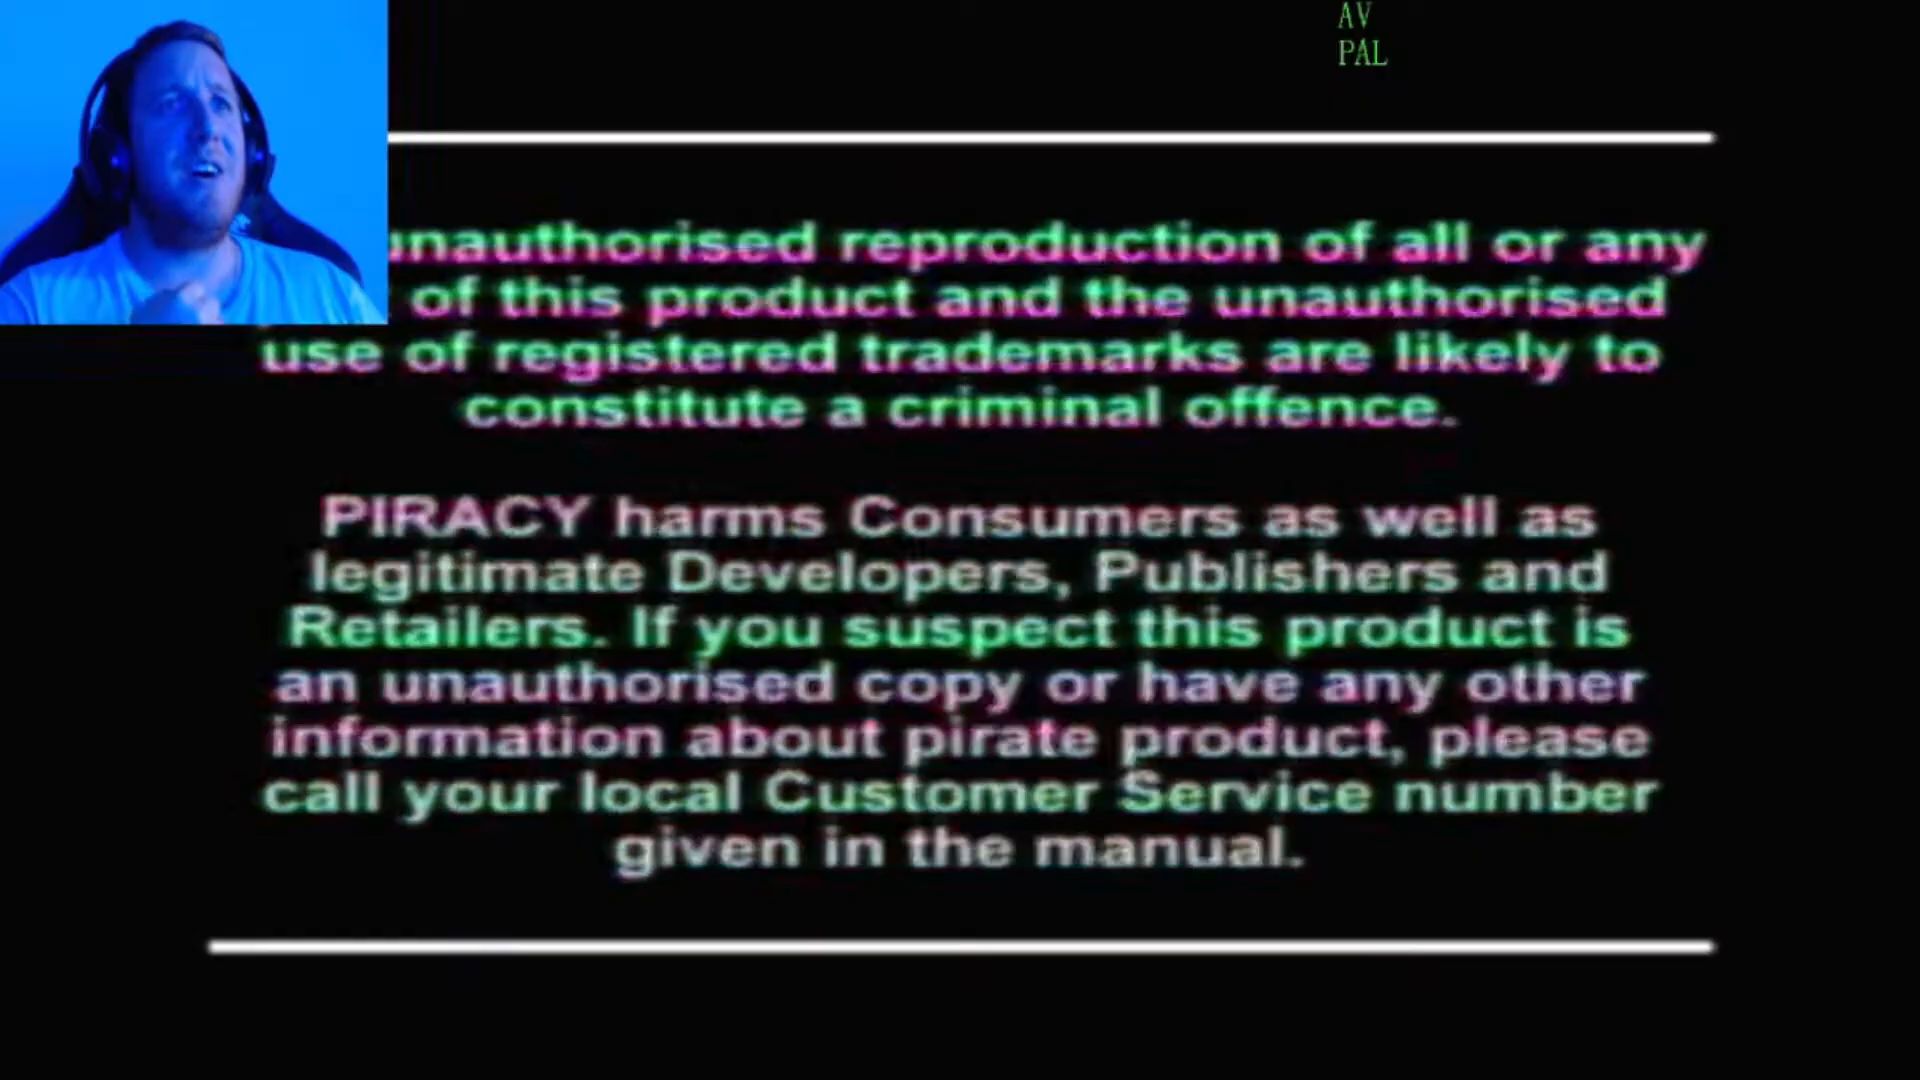 AV
PAL
unauthorised reproduction of all or any
of this product and the unauthorised
use of registered trademarks are likely to
constitute a criminal offence.
PIRACY harms Consumers as well as
legitimate Developers, Publishers and
Retailers. If you suspect this product is
an unauthorised copy or have any other
information about pirate product, please
call your local Customer Service number
given in the manual.